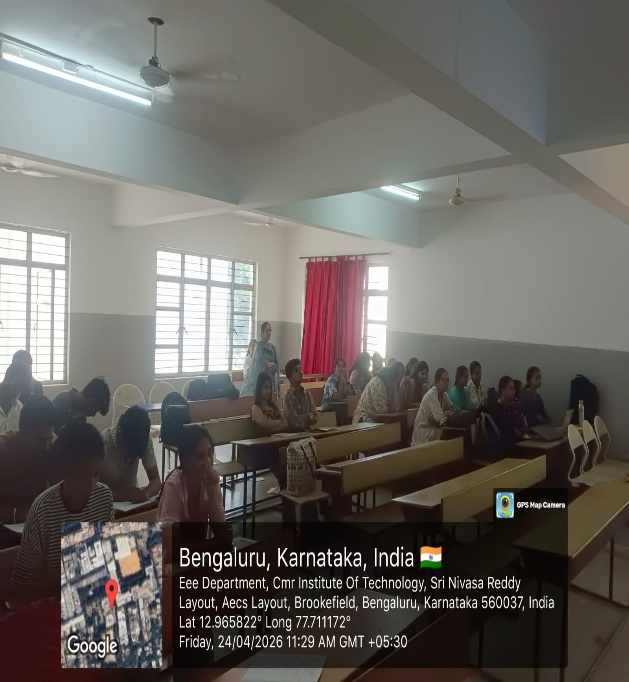 GPS Map Camera
Bengaluru, Karnataka, India 🇮🇳
Eee Department, Cmr Institute Of Technology, Sri Nivasa Reddy
Layout, Aecs Layout, Brookefield, Bengaluru, Karnataka 560037, India
Lat 12.965822° Long 77.711172°
Friday, 24/04/2026 11:29 AM GMT +05:30
Google